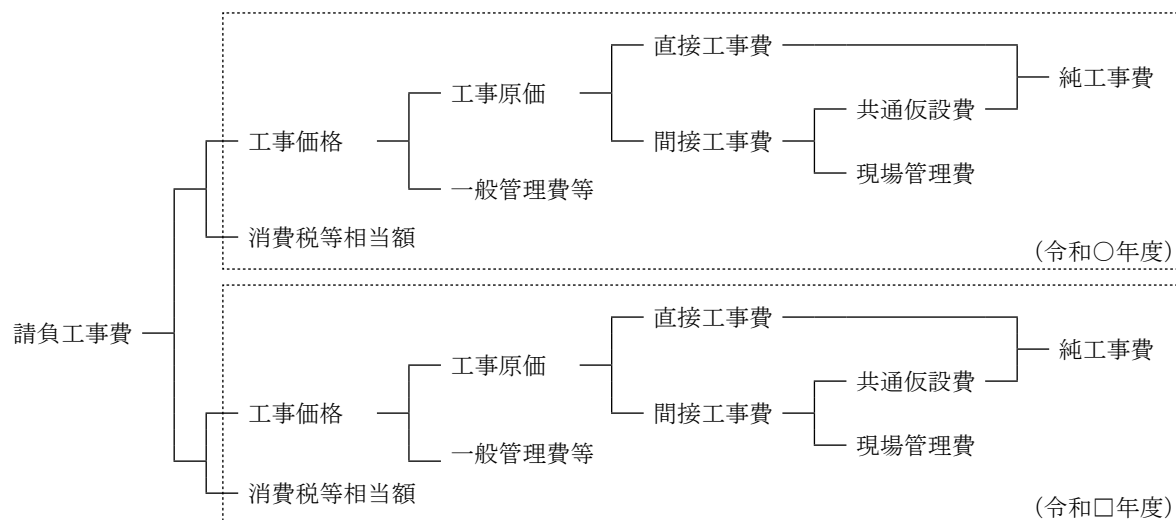 直接工事費
純工事費
工事原価
共通仮設費
工事価格
間接工事費
現場管理費
一般管理費等
消費税等相当額
(令和〇年度)
請負工事費
直接工事費
純工事費
工事原価
共通仮設費
工事価格
間接工事費
現場管理費
一般管理費等
消費税等相当額
(令和□年度)